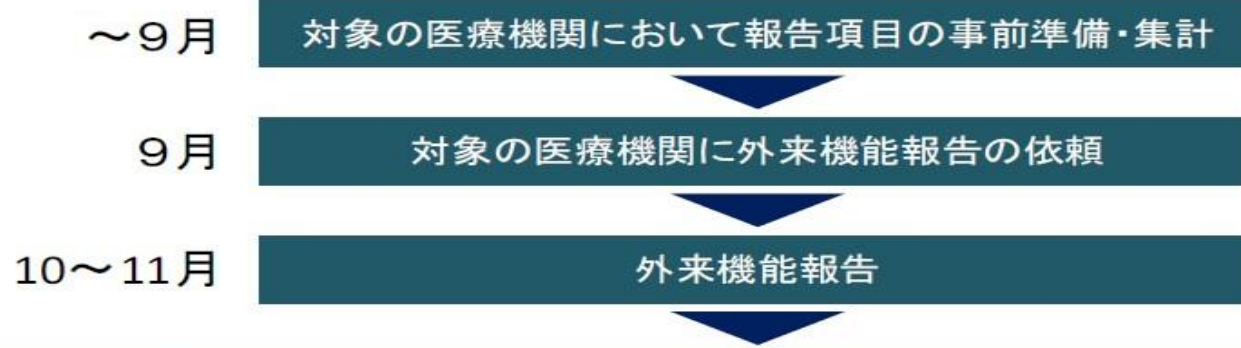 ～９月
対象の医療機関において報告項目の事前準備・集計
９月
対象の医療機関に外来機能報告の依頼
10～11月
外来機能報告